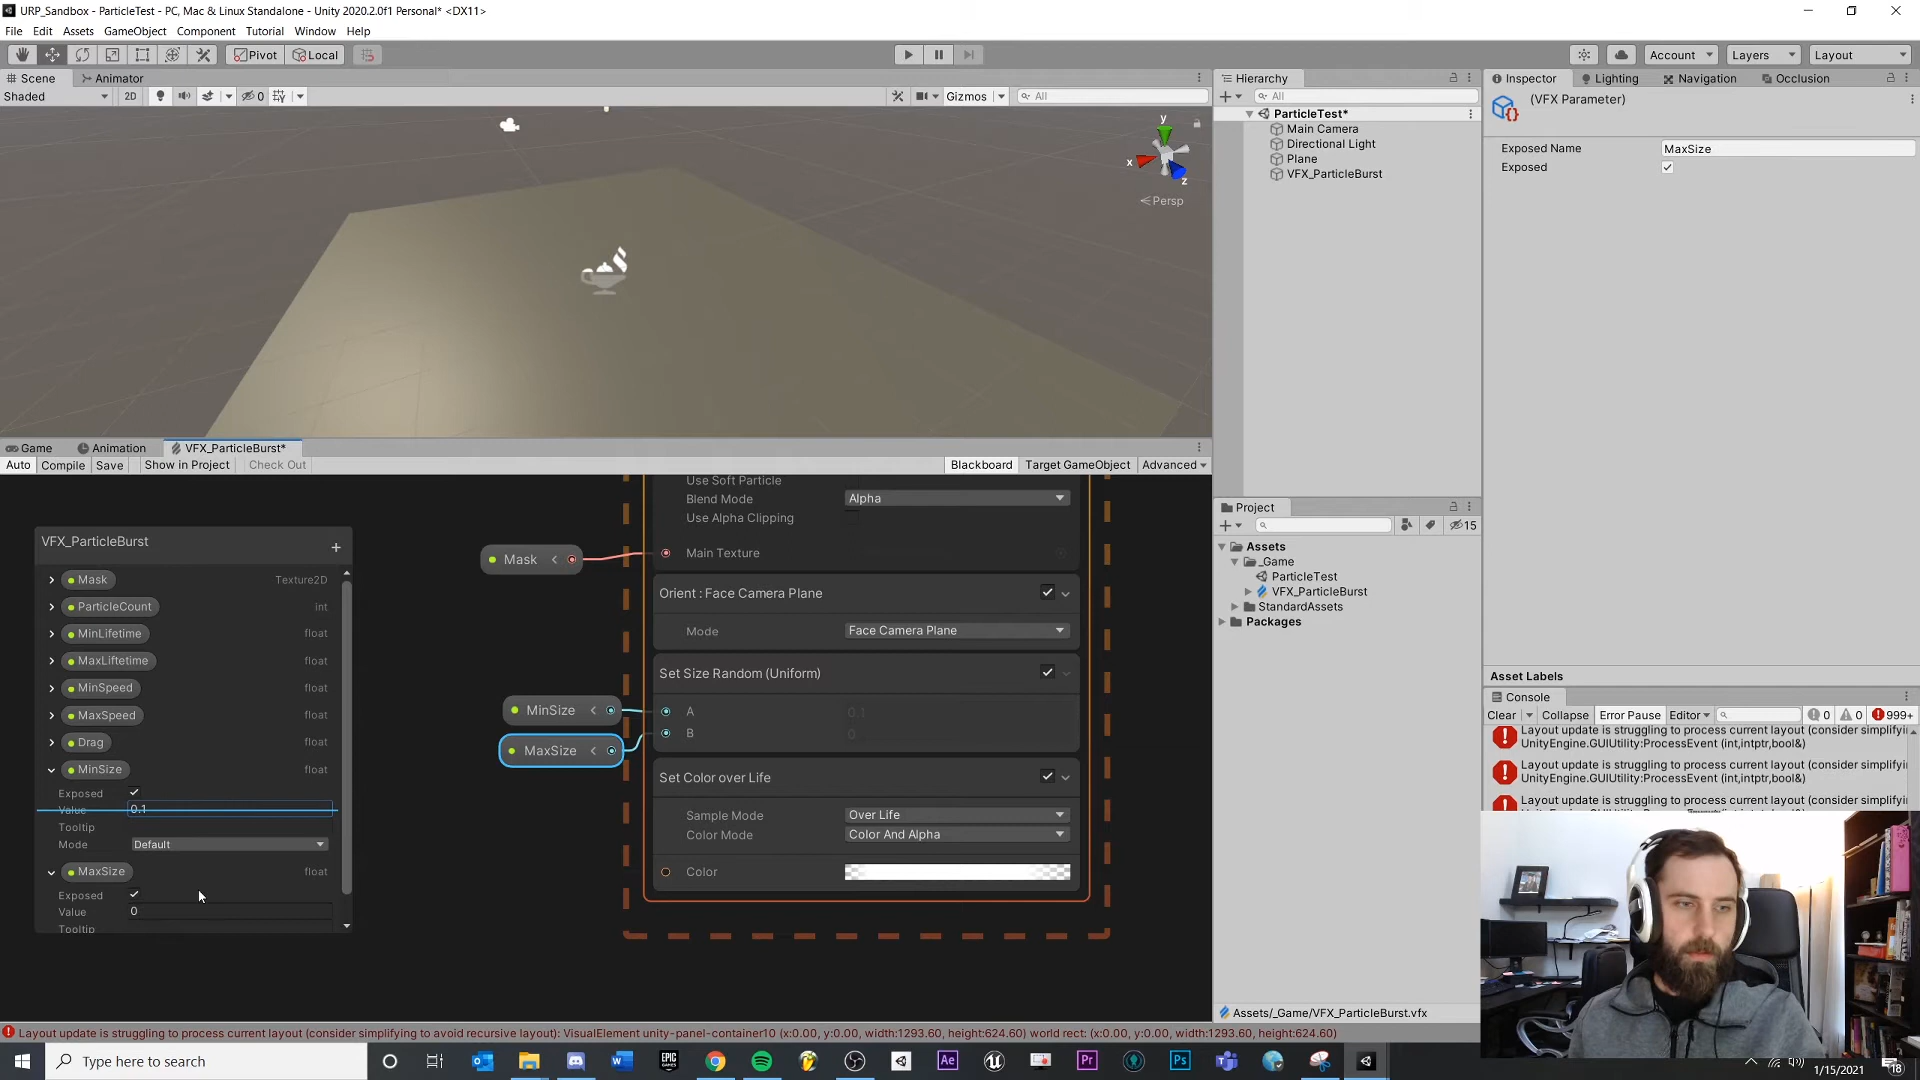 URP_Sandbox - ParticleTest - PC, Mac & Linux Standalone - Unity 2020.2.0f1 Personal* <DX11>
File Edit Assets GameObject Component Tutorial Window Help
Pivot Local Account Layers Layout
Scene Animator
Shaded 2D 0 Gizmos All
y
x
z
Persp
Hierarchy
All
ParticleTest*
Main Camera
Directional Light
Plane
VFX_ParticleBurst
Inspector Lighting Navigation Occlusion
(VFX Parameter)
Exposed Name MaxSize
Exposed
Game Animation VFX_ParticleBurst*
Auto Compile Save Show in Project Check Out Blackboard Target GameObject Advanced
VFX_ParticleBurst
Mask Texture2D
ParticleCount int
MinLifetime float
MaxLiftetime float
MinSpeed float
MaxSpeed float
Drag float
MinSize float
Exposed
Value 0.1
Tooltip
Mode Default
MaxSize float
Exposed
Value 0
Tooltip
Mask
MinSize
MaxSize
Use Soft Particle
Blend Mode Alpha
Use Alpha Clipping
Main Texture
Orient : Face Camera Plane
Mode Face Camera Plane
Set Size Random (Uniform)
A 0.1
B 0
Set Color over Life
Sample Mode Over Life
Color Mode Color And Alpha
Color
Project
15
Assets
_Game
ParticleTest
VFX_ParticleBurst
StandardAssets
Packages
Asset Labels
Console
Clear Collapse Error Pause Editor 0 0 999+
Layout update is struggling to process current layout (consider simplifyin
UnityEngine.GUIUtility:ProcessEvent (int,intptr,bool&)
Layout update is struggling to process current layout (consider simplifyin
UnityEngine.GUIUtility:ProcessEvent (int,intptr,bool&)
Layout update is struggling to process current layout (consider simplifyin
Assets/_Game/VFX_ParticleBurst.vfx
Layout update is struggling to process current layout (consider simplifying to avoid recursive layout): VisualElement unity-panel-container10 (x:0.00, y:0.00, width:1293.60, height:624.60) world rect: (x:0.00, y:0.00, width:1293.60, height:624.60)
Type here to search
EPIC GAMES
Ae
Pr
Ps
1/15/2021
18